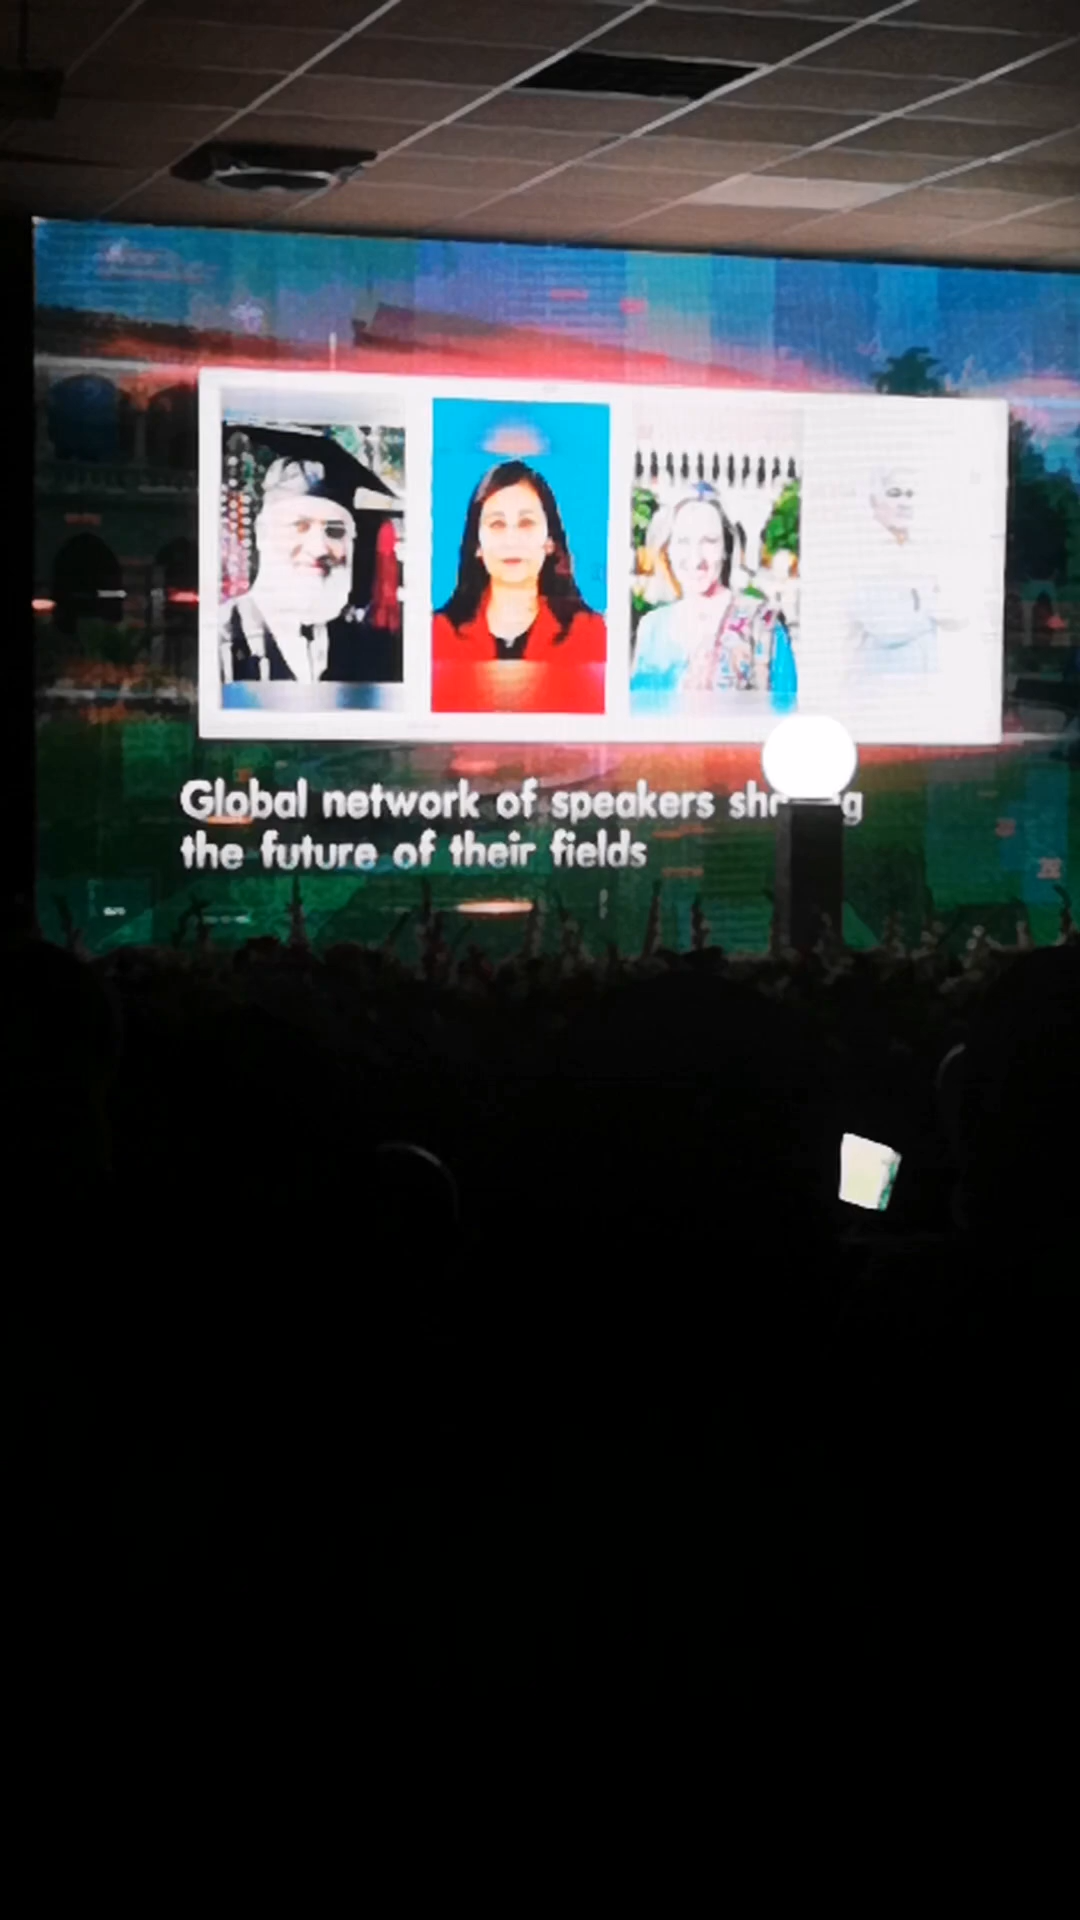 Global network of speakers
the future of their fields